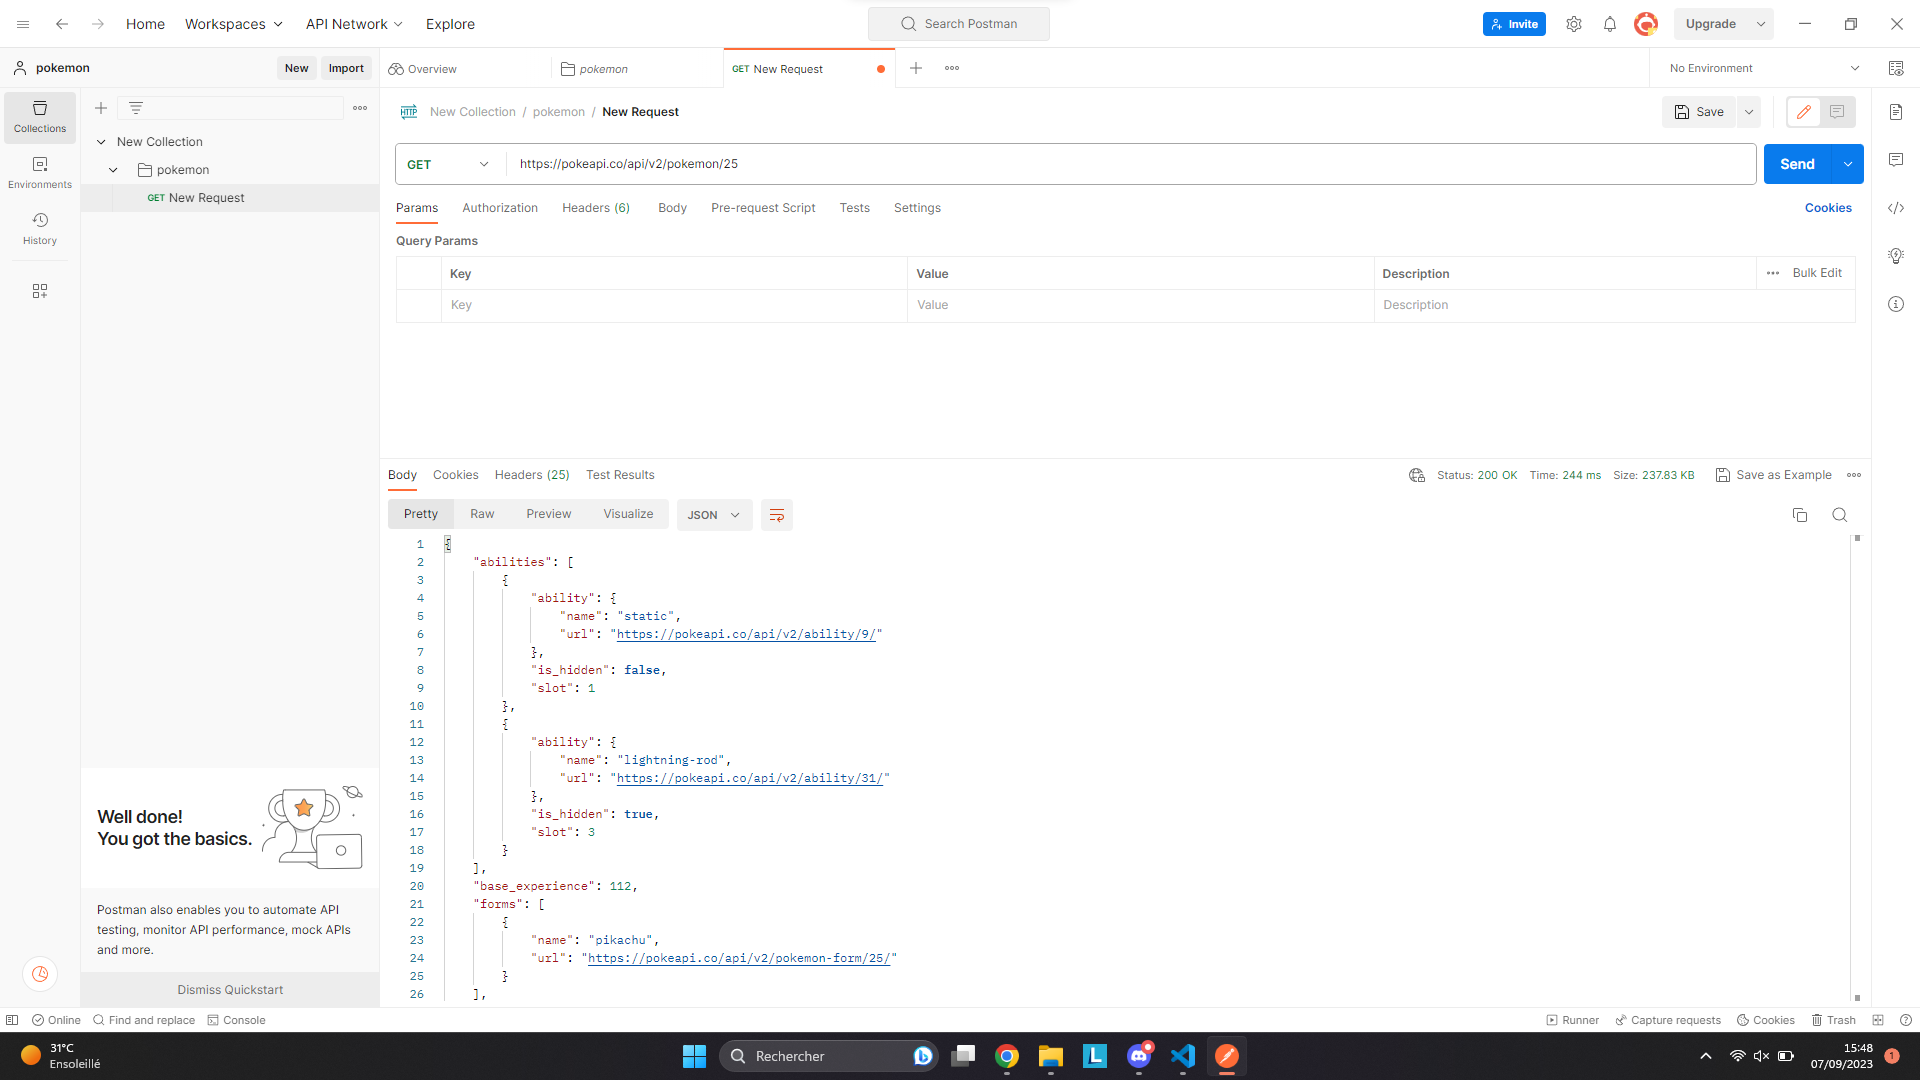 Home Workspaces API Network Explore Search Postman Invite Upgrade
pokemon New Import Overview pokemon GET New Request No Environment
Collections
Environments
History
New Collection
pokemon
GET New Request
Well done!
You got the basics.
Postman also enables you to automate API
testing, monitor API performance, mock APIs
and more.
Dismiss Quickstart
HTTP New Collection / pokemon / New Request Save
GET https://pokeapi.co/api/v2/pokemon/25 Send
Params Authorization Headers (6) Body Pre-request Script Tests Settings Cookies
Query Params
Key Value Description Bulk Edit
Key Value Description
Body Cookies Headers (25) Test Results Status: 200 OK Time: 244 ms Size: 237.83 KB Save as Example
Pretty Raw Preview Visualize JSON
1 {
2 "abilities": [
3 {
4 "ability": {
5 "name": "static",
6 "url": "https://pokeapi.co/api/v2/ability/9/"
7 },
8 "is_hidden": false,
9 "slot": 1
10 },
11 {
12 "ability": {
13 "name": "lightning-rod",
14 "url": "https://pokeapi.co/api/v2/ability/31/"
15 },
16 "is_hidden": true,
17 "slot": 3
18 }
19 ],
20 "base_experience": 112,
21 "forms": [
22 {
23 "name": "pikachu",
24 "url": "https://pokeapi.co/api/v2/pokemon-form/25/"
25 }
26 ],
Online Find and replace Console Runner Capture requests Cookies Trash
31°C
Ensoleillé
Rechercher
L
15:48
07/09/2023
1